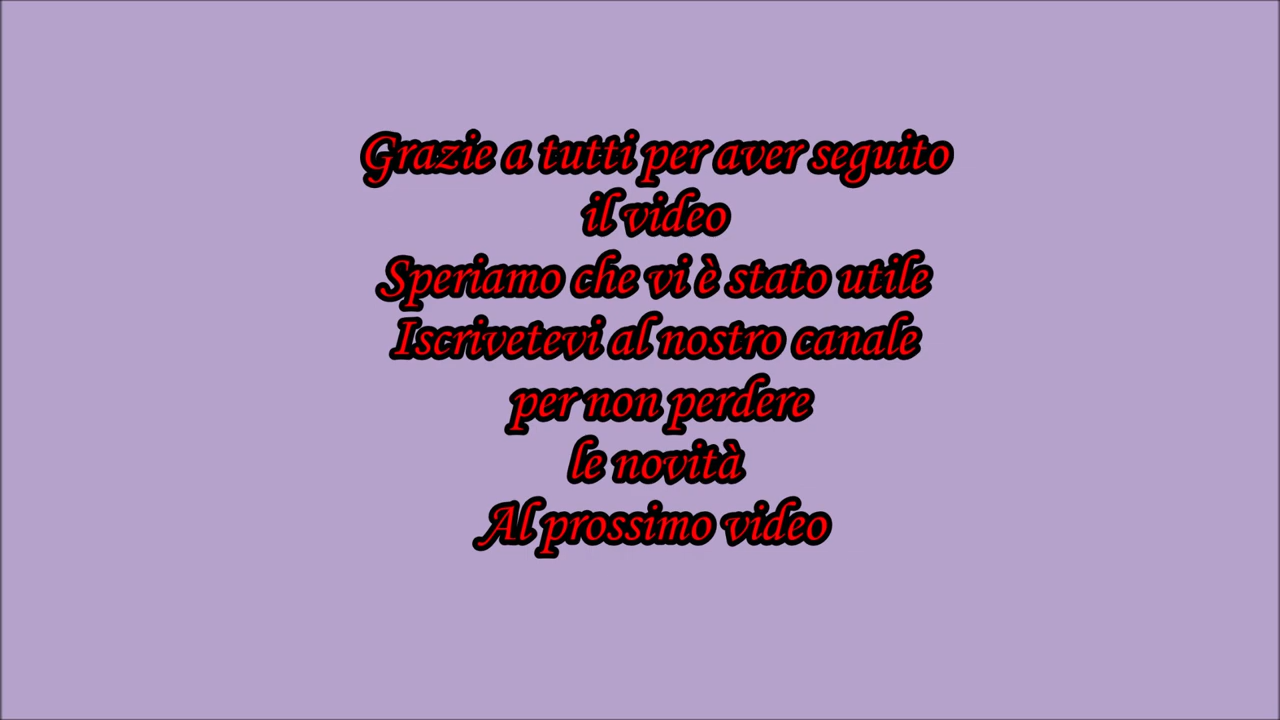 Grazie a tutti per aver seguito
il video
Speriamo che vi è stato utile
Iscrivetevi al nostro canale
per non perdere
le novità
Al prossimo video